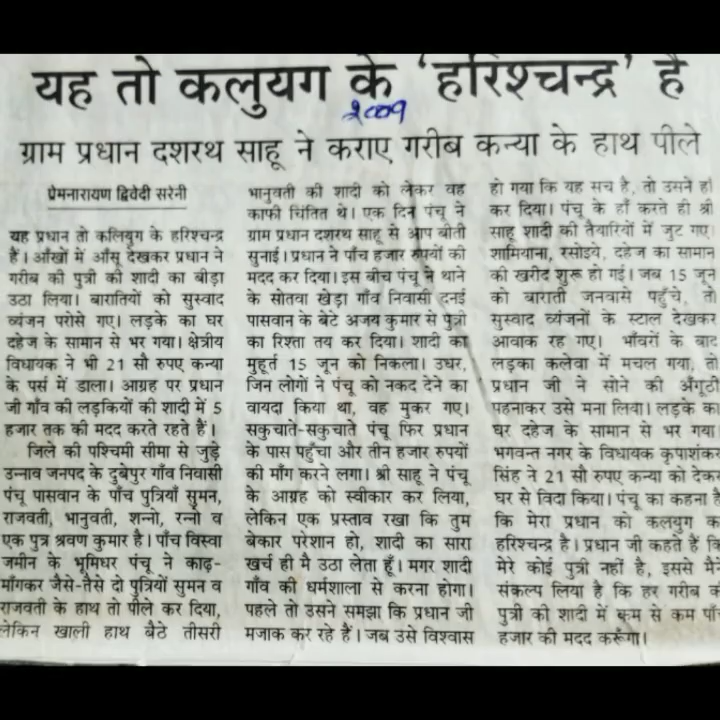 यह तो कलुयग के 'हरिश्चन्द्र' है
2009
ग्राम प्रधान दशरथ साहू ने कराए गरीब कन्या के हाथ पीले
प्रेमनारायण द्विवेदी सरेनी
यह प्रधान तो कलियुग के हरिश्चन्द्र
है। आँखों में आँसू देखकर प्रधान ने
गरीब की पुत्री की शादी का बीड़ा
उठा लिया। बारातियों को सुस्वाद
व्यंजन परोसे गए। लड़के का घर
दहेज के सामान से भर गया। क्षेत्रीय
विधायक ने भी 21 सौ रुपए कन्या
के पर्स में डाला। आग्रह पर प्रधान
जी गाँव की लड़कियों की शादी में 5
हजार तक की मदद करते रहते हैं।
जिले की पश्चिमी सीमा से जुड़े
उन्नाव जनपद के दुबेपुर गाँव निवासी
पंचू पासवान के पाँच पुत्रियाँ सुमन,
राजवती, भानुवती, शन्नो, रन्नो व
एक पुत्र श्रवण कुमार है। पाँच विस्वा
जमीन के भूमिधर पंचू ने काढ़-
माँगकर जैसे-तैसे दो पुत्रियों सुमन व
राजवती के हाथ तो पीले कर दिया,
लेकिन खाली हाथ बैठे तीसरी
भानुवती की शादी को लेकर वह
काफी चिंतित थे। एक दिन पंचू ने
ग्राम प्रधान दशरथ साहू से आप बीती
सुनाई। प्रधान ने पाँच हजार रुपयों की
मदद कर दिया। इस बीच पंचू ने थाने
के सोतवा खेड़ा गाँव निवासी दनई
पासवान के बेटे अजय कुमार से पुत्री
का रिश्ता तय कर दिया। शादी का
मुहूर्त 15 जून को निकला। उधर,
जिन लोगों ने पंचू को नकद देने का
वायदा किया था, वह मुकर गए।
सकुचाते-सकुचाते पंचू फिर प्रधान
के पास पहुँचा और तीन हजार रुपयों
की माँग करने लगा। श्री साहू ने पंचू
के आग्रह को स्वीकार कर लिया,
लेकिन एक प्रस्ताव रखा कि तुम
बेकार परेशान हो, शादी का सारा
खर्च ही मै उठा लेता हूँ। मगर शादी
गाँव की धर्मशाला से करना होगा।
पहले तो उसने समझा कि प्रधान जी
मजाक कर रहे हैं। जब उसे विश्वास
हो गया कि यह सच है, तो उसने हाँ
कर दिया। पंचू के हाँ करते ही श्री
साहू शादी की तैयारियों में जुट गए।
शामियाना, रसोइये, दहेज का सामान
की खरीद शुरू हो गई। जब 15 जून
को बाराती जनवासे पहुँचे, तो
सुस्वाद व्यंजनों के स्टाल देखकर
आवाक रह गए। भाँवरों के बाद
लड़का कलेवा में मचल गया, तो
प्रधान जी ने सोने की अँगूठी
पहनाकर उसे मना लिया। लड़के का
घर दहेज के सामान से भर गया।
भगवन्त नगर के विधायक कृपाशंकर
सिंह ने 21 सौ रुपए कन्या को देकर
घर से विदा किया। पंचू का कहना है
कि मेरा प्रधान को कलयुग का
हरिश्चन्द्र है। प्रधान जी कहते हैं कि
मेरे कोई पुत्री नहीं है, इससे मैंने
संकल्प लिया है कि हर गरीब की
पुत्री की शादी में कम से कम पाँच
हजार की मदद करूँगा।